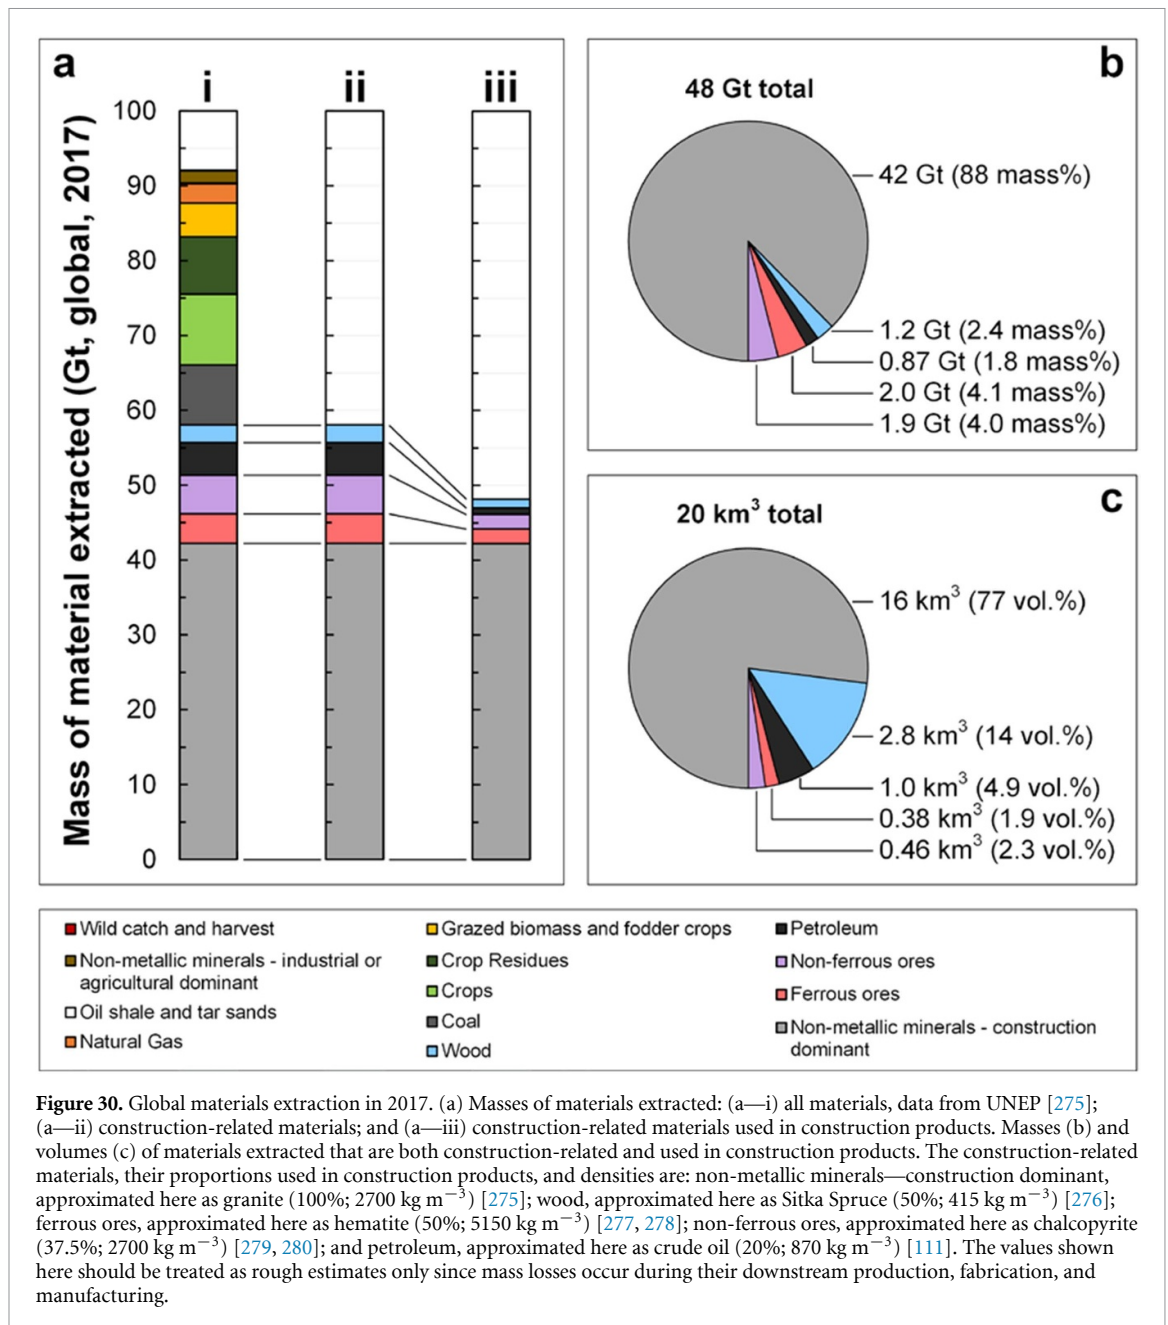 a
i
ii
iii
Mass of material extracted (Gt, global, 2017)
100
90
80
70
60
50
40
30
20
10
0
b
48 Gt total
42 Gt (88 mass%)
1.2 Gt (2.4 mass%)
0.87 Gt (1.8 mass%)
2.0 Gt (4.1 mass%)
1.9 Gt (4.0 mass%)
c
20 km³ total
16 km³ (77 vol.%)
2.8 km³ (14 vol.%)
1.0 km³ (4.9 vol.%)
0.38 km³ (1.9 vol.%)
0.46 km³ (2.3 vol.%)
Wild catch and harvest
Non-metallic minerals - industrial or
agricultural dominant
Oil shale and tar sands
Natural Gas
Grazed biomass and fodder crops
Crop Residues
Crops
Coal
Wood
Petroleum
Non-ferrous ores
Ferrous ores
Non-metallic minerals - construction
dominant
Figure 30. Global materials extraction in 2017. (a) Masses of materials extracted: (a—i) all materials, data from UNEP [275];
(a—ii) construction-related materials; and (a—iii) construction-related materials used in construction products. Masses (b) and
volumes (c) of materials extracted that are both construction-related and used in construction products. The construction-related
materials, their proportions used in construction products, and densities are: non-metallic minerals—construction dominant,
approximated here as granite (100%; 2700 kg m⁻³) [275]; wood, approximated here as Sitka Spruce (50%; 415 kg m⁻³) [276];
ferrous ores, approximated here as hematite (50%; 5150 kg m⁻³) [277, 278]; non-ferrous ores, approximated here as chalcopyrite
(37.5%; 2700 kg m⁻³) [279, 280]; and petroleum, approximated here as crude oil (20%; 870 kg m⁻³) [111]. The values shown
here should be treated as rough estimates only since mass losses occur during their downstream production, fabrication, and
manufacturing.